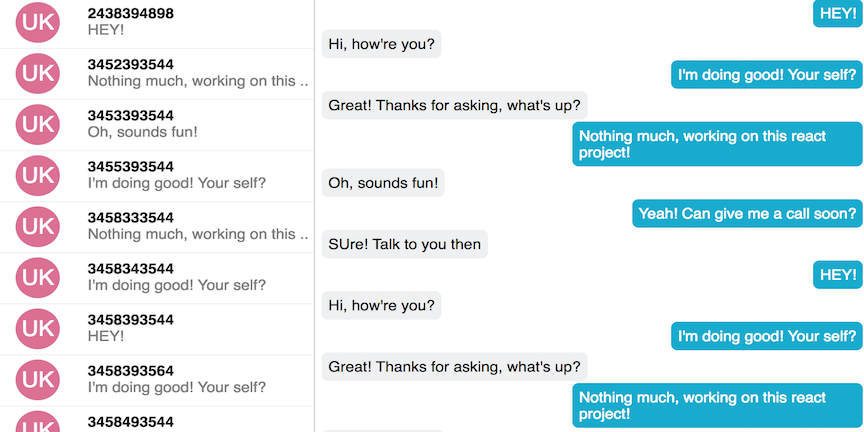 UK
2438394898
HEY!
UK
3452393544
Nothing much, working on this ..
UK
3453393544
Oh, sounds fun!
UK
3455393544
I'm doing good! Your self?
UK
3458333544
Nothing much, working on this ..
UK
3458343544
I'm doing good! Your self?
UK
3458393544
HEY!
UK
3458393564
I'm doing good! Your self?
UK
3458493544
HEY!
Hi, how're you?
I'm doing good! Your self?
Great! Thanks for asking, what's up?
Nothing much, working on this react
project!
Oh, sounds fun!
Yeah! Can give me a call soon?
SUre! Talk to you then
HEY!
Hi, how're you?
I'm doing good! Your self?
Great! Thanks for asking, what's up?
Nothing much, working on this react
project!